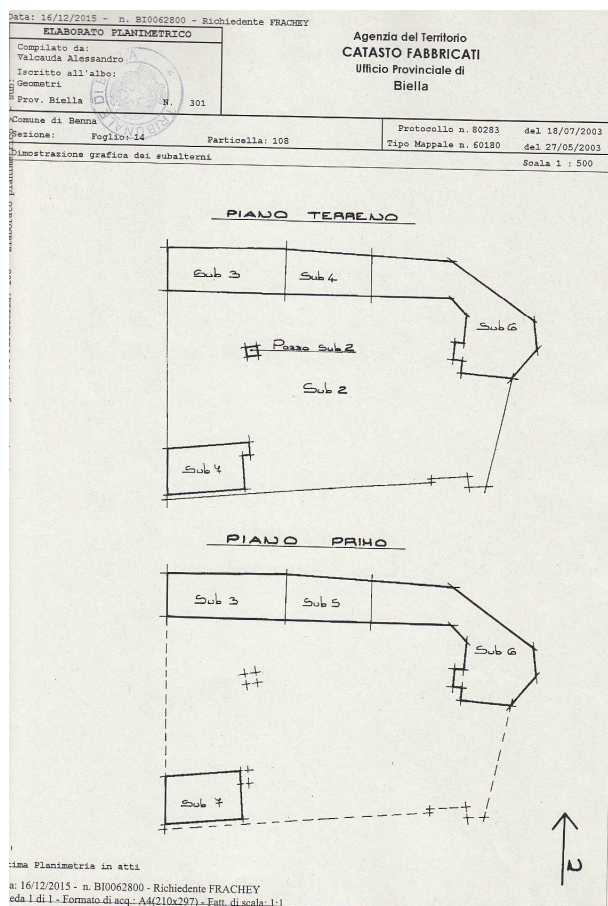 Data: 16/12/2015 - n. BI0062800 - Richiedente FRACHEY
ELABORATO PLANIMETRICO
Compilato da:
Valcauda Alessandro
Iscritto all'albo:
Geometri
Prov. Biella N. 301
Agenzia del Territorio
CATASTO FABBRICATI
Ufficio Provinciale di
Biella
Comune di Benna
Sezione: Foglio: 14 Particella: 108
Protocollo n. 80283 del 18/07/2003
Tipo Mappale n. 60180 del 27/05/2003
Dimostrazione grafica dei subalterni
Scala 1 : 500
PIANO TERRENO
Sub 3
Sub 4
Sub 6
Pozzo Sub 2
Sub 2
Sub 7
PIANO PRIMO
Sub 3
Sub 5
Sub 6
Sub 7
N
ima Planimetria in atti
a: 16/12/2015 - n. BI0062800 - Richiedente FRACHEY
eda 1 di 1 - Formato di acq.: A4(210x297) - Fatt. di scala: 1:1